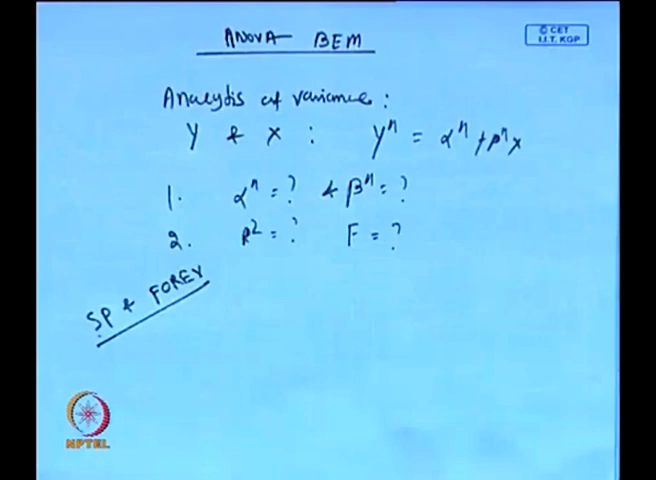 ANOVA BEM
© CET
I.I.T. KGP
Analysis of variance :
Y & X : Y^ = α^ + β^ X
1. α^ = ? & β^ = ?
2. R² = ? F = ?
SP & FOREX
NPTEL